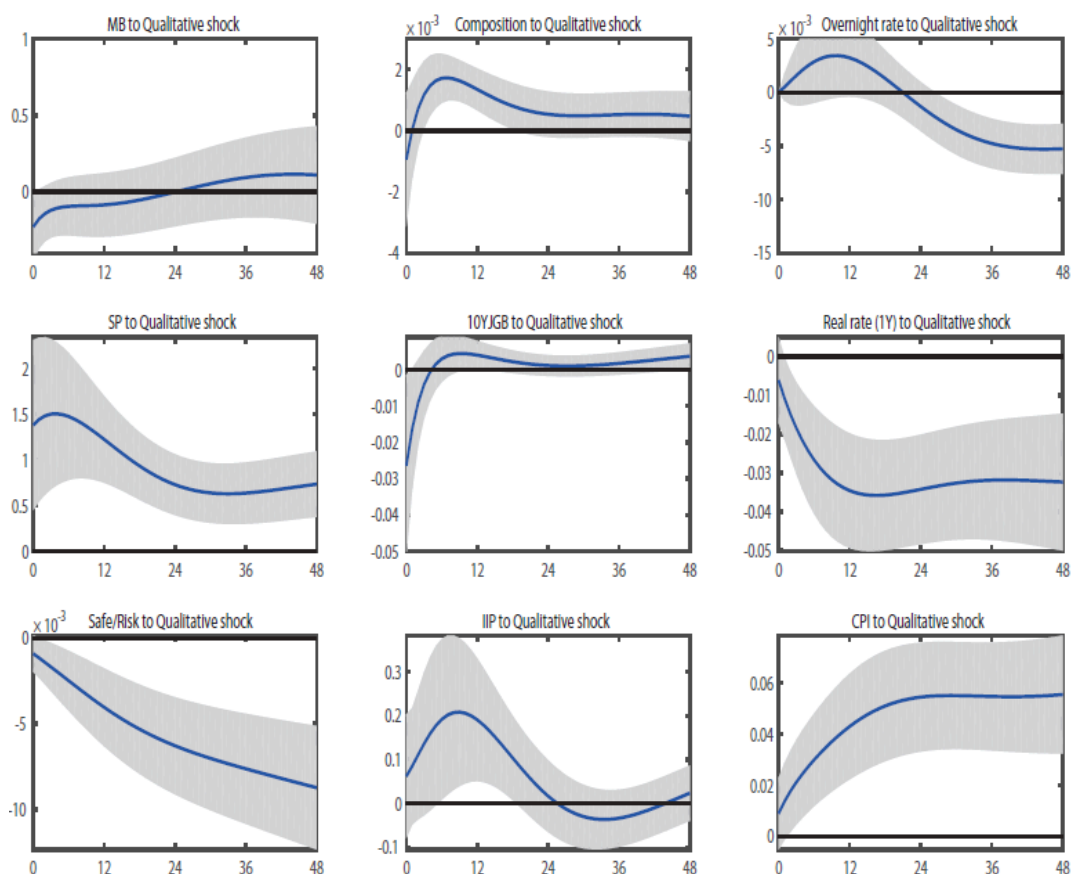 MB to Qualitative shock
1
0.5
0
0 12 24 36 48
Composition to Qualitative shock
×10⁻³
2
0
-2
-4
0 12 24 36 48
Overnight rate to Qualitative shock
×10⁻³
5
0
-5
-10
-15
0 12 24 36 48
SP to Qualitative shock
2
1.5
1
0.5
0
0 12 24 36 48
10YJGB to Qualitative shock
0
-0.01
-0.02
-0.03
-0.04
-0.05
0 12 24 36 48
Real rate (1Y) to Qualitative shock
0
-0.01
-0.02
-0.03
-0.04
-0.05
0 12 24 36 48
Safe/Risk to Qualitative shock
×10⁻³
0
-5
-10
0 12 24 36 48
IIP to Qualitative shock
0.3
0.2
0.1
0
-0.1
0 12 24 36 48
CPI to Qualitative shock
0.06
0.04
0.02
0
0 12 24 36 48